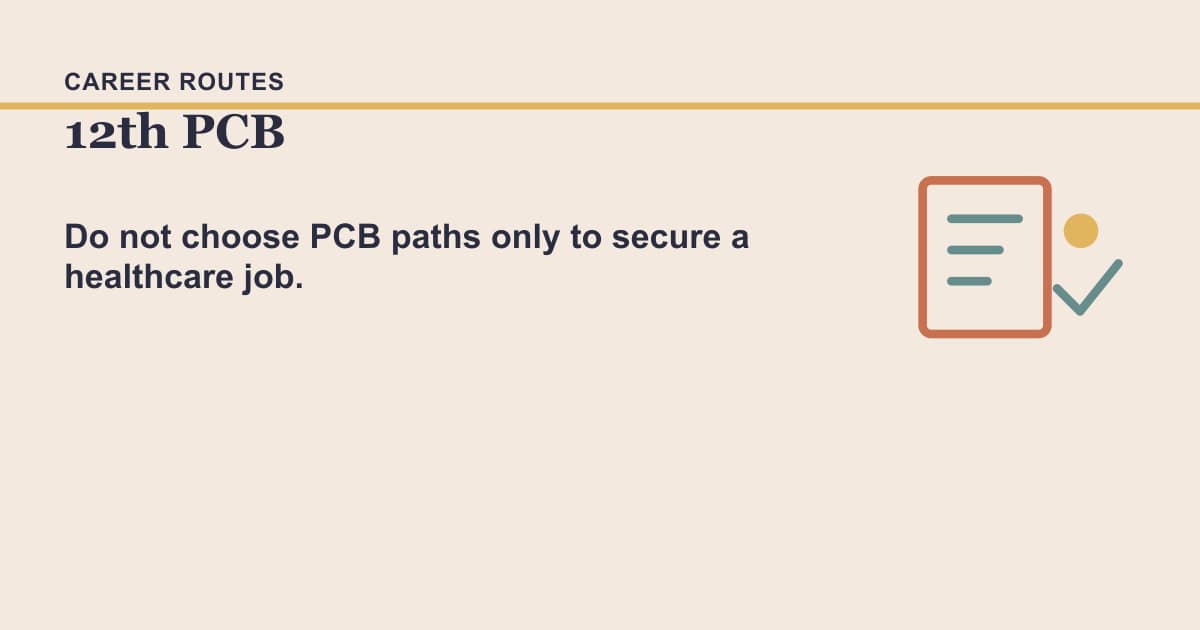 CAREER ROUTES
12th PCB
Do not choose PCB paths only to secure a
healthcare job.